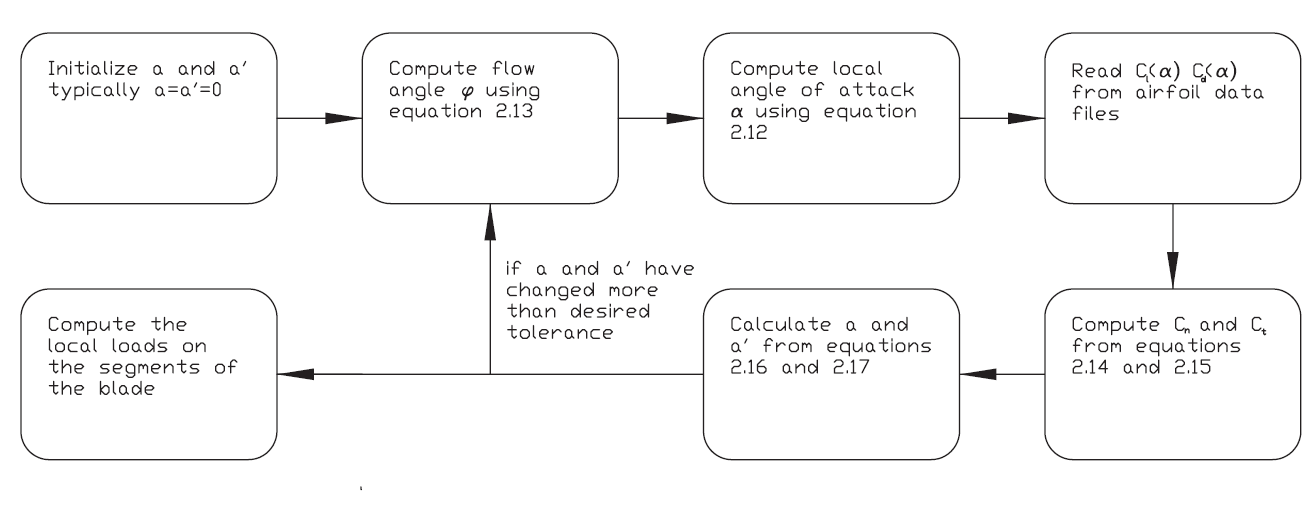 Initialize a and a'
typically a=a'=0
Compute flow
angle φ using
equation 2.13
Compute local
angle of attack
α using equation
2.12
Read Cl(α) Cd(α)
from airfoil data
files
if a and a' have
changed more
than desired
tolerance
Compute the
local loads on
the segments of
the blade
Calculate a and
a' from equations
2.16 and 2.17
Compute Cn and Ct
from equations
2.14 and 2.15